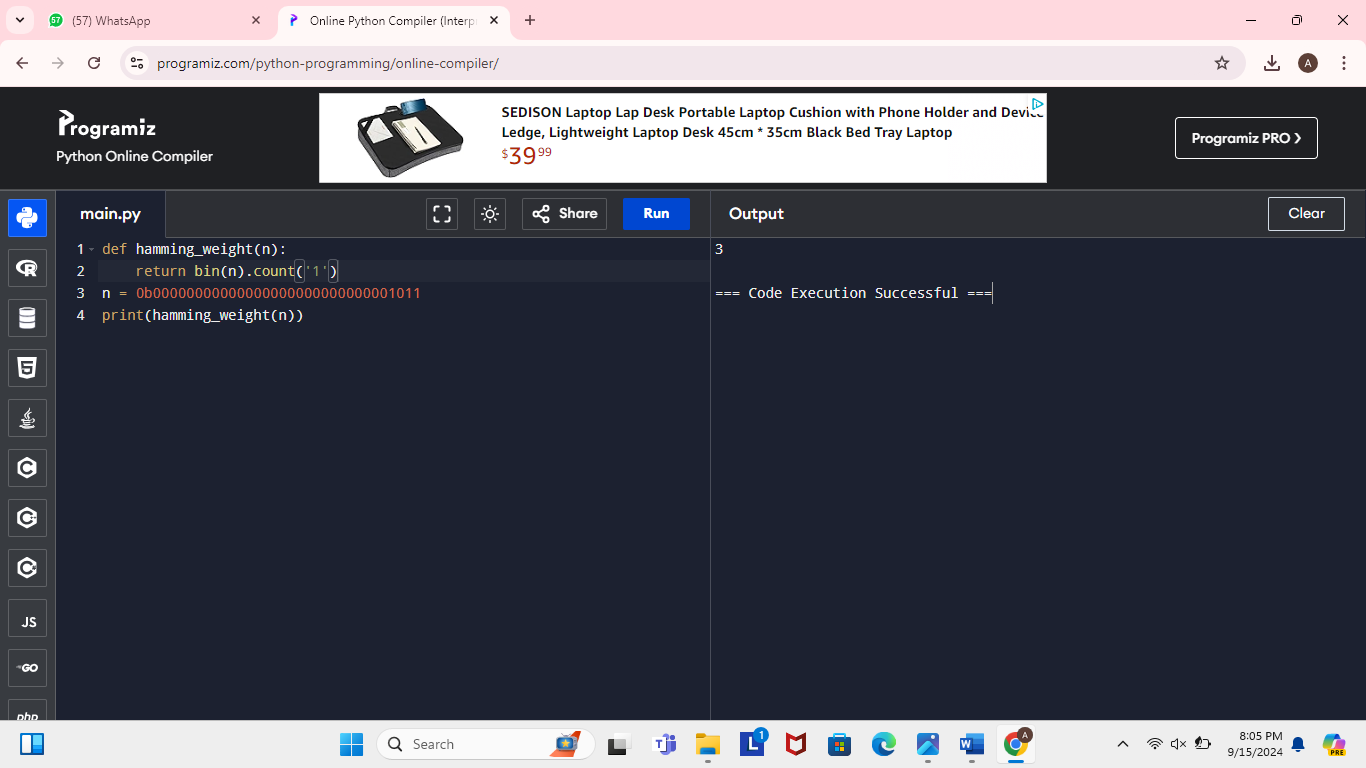 (57) WhatsApp
Online Python Compiler (Interp
programiz.com/python-programming/online-compiler/
A
SEDISON Laptop Lap Desk Portable Laptop Cushion with Phone Holder and Device
Ledge, Lightweight Laptop Desk 45cm * 35cm Black Bed Tray Laptop
$39 99
Programiz
Python Online Compiler
Programiz PRO
main.py
Share
Run
Output
Clear
1 def hamming_weight(n):
2     return bin(n).count('1')
3 n = 0b00000000000000000000000000001011
4 print(hamming_weight(n))
3
=== Code Execution Successful ===
R
JS
GO
php
Search
1
A
8:05 PM
9/15/2024
PRE